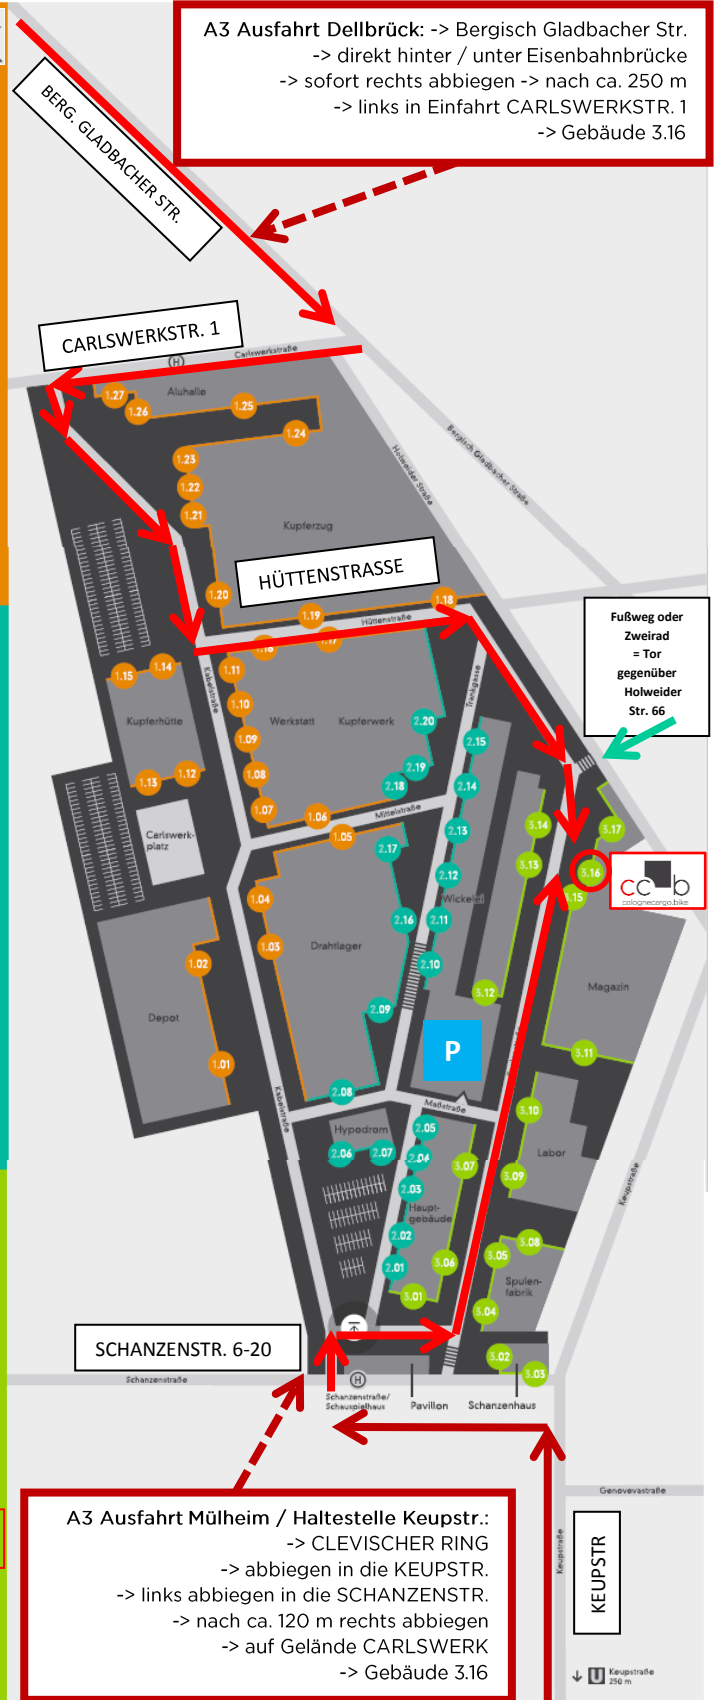 A3 Ausfahrt Dellbrück: -> Bergisch Gladbacher Str.
-> direkt hinter / unter Eisenbahnbrücke
-> sofort rechts abbiegen -> nach ca. 250 m
-> links in Einfahrt CARLSWERKSTR. 1
-> Gebäude 3.16
BERG. GLADBACHER STR.
CARLSWERKSTR. 1
H
Carlswerkstraße
Aluhalle
1.27
1.26
1.25
1.24
1.23
1.22
1.21
Holweider Straße
Bergisch Gladbacher Straße
Kupferzug
HÜTTENSTRASSE
1.20
1.19
1.18
Hüttenstraße
1.17
1.16
Fußweg oder
Zweirad
= Tor
gegenüber
Holweider
Str. 66
1.15
1.14
1.11
Kabelstraße
Trankgasse
1.10
Kupferhütte
Werkstatt
Kupferwerk
2.20
2.15
1.09
1.13
1.12
1.08
2.19
2.18
2.14
1.07
1.06
Mittelstraße
2.13
3.14
3.17
Carlswerk-
platz
1.05
2.17
2.12
3.13
3.16
ccb
colognecargo.bike
1.04
Wickelei
3.15
2.16
2.11
1.03
Drahtlager
1.02
2.10
Magazin
3.12
2.09
Depot
P
3.11
1.01
2.08
Kabelstraße
Maßstraße
3.10
Hypodrom
2.05
2.06
2.07
2.04
3.07
Labor
2.03
3.09
Keupstraße
Haupt-
gebäude
2.02
3.08
3.05
2.01
3.06
Spulen-
fabrik
3.01
3.04
SCHANZENSTR. 6-20
3.02
3.03
Schanzenstraße
H
Schanzenstraße/
Schauspielhaus
Pavillon
Schanzenhaus
Genovevastraße
A3 Ausfahrt Mülheim / Haltestelle Keupstr.:
-> CLEVISCHER RING
-> abbiegen in die KEUPSTR.
-> links abbiegen in die SCHANZENSTR.
-> nach ca. 120 m rechts abbiegen
-> auf Gelände CARLSWERK
-> Gebäude 3.16
Keupstraße
KEUPSTR
U
Keupstraße
250 m